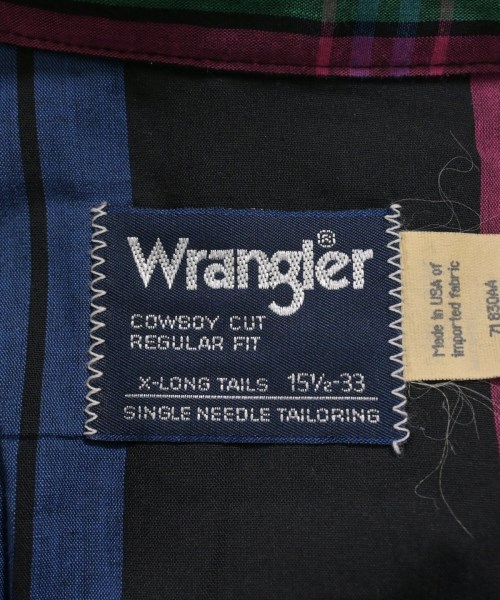 Wrangler®
COWBOY CUT
REGULAR FIT
X-LONG TAILS 15½-33
SINGLE NEEDLE TAILORING
Made in USA of
imported fabric
71830AA